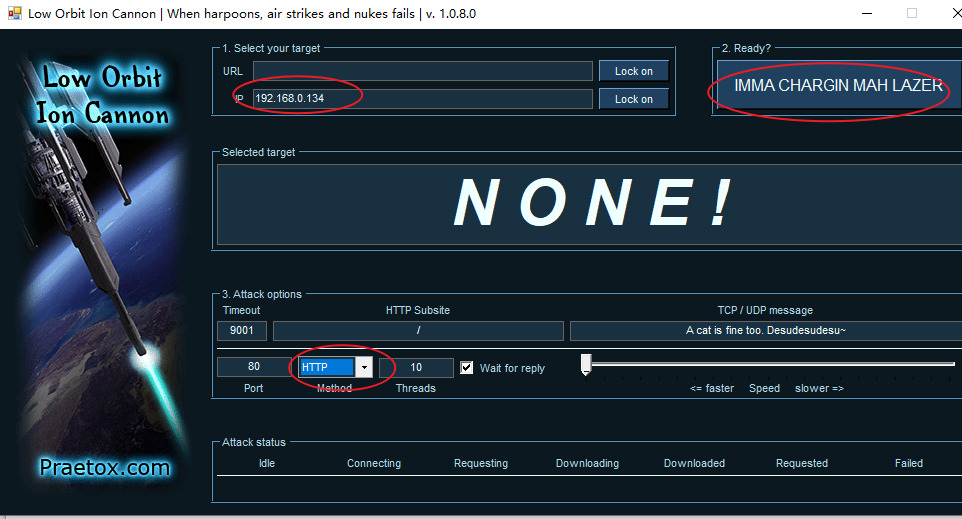 Low Orbit Ion Cannon | When harpoons, air strikes and nukes fails | v. 1.0.8.0
Low Orbit
Ion Cannon
Praetox.com
1. Select your target
URL
Lock on
IP
192.168.0.134
Lock on
2. Ready?
IMMA CHARGIN MAH LAZER
Selected target
NONE!
3. Attack options
Timeout
HTTP Subsite
TCP / UDP message
9001
/
A cat is fine too. Desudesudesu~
80
HTTP
10
Wait for reply
Port
Method
Threads
<= faster
Speed
slower =>
Attack status
Idle
Connecting
Requesting
Downloading
Downloaded
Requested
Failed